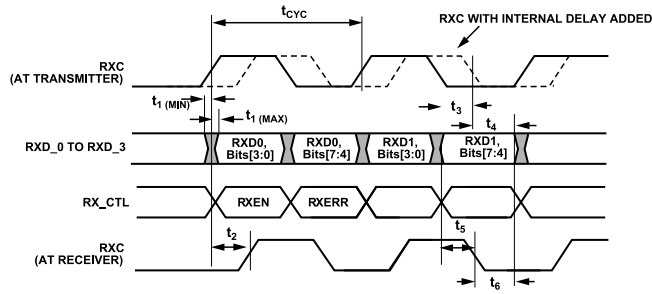 tCYC
RXC WITH INTERNAL DELAY ADDED
RXC
(AT TRANSMITTER)
t1 (MIN)
t1 (MAX)
t3
t4
RXD_0 TO RXD_3
RXD0,
Bits[3:0]
RXD0,
Bits[7:4]
RXD1,
Bits[3:0]
RXD1,
Bits[7:4]
RX_CTL
RXEN
RXERR
t2
t5
RXC
(AT RECEIVER)
t6